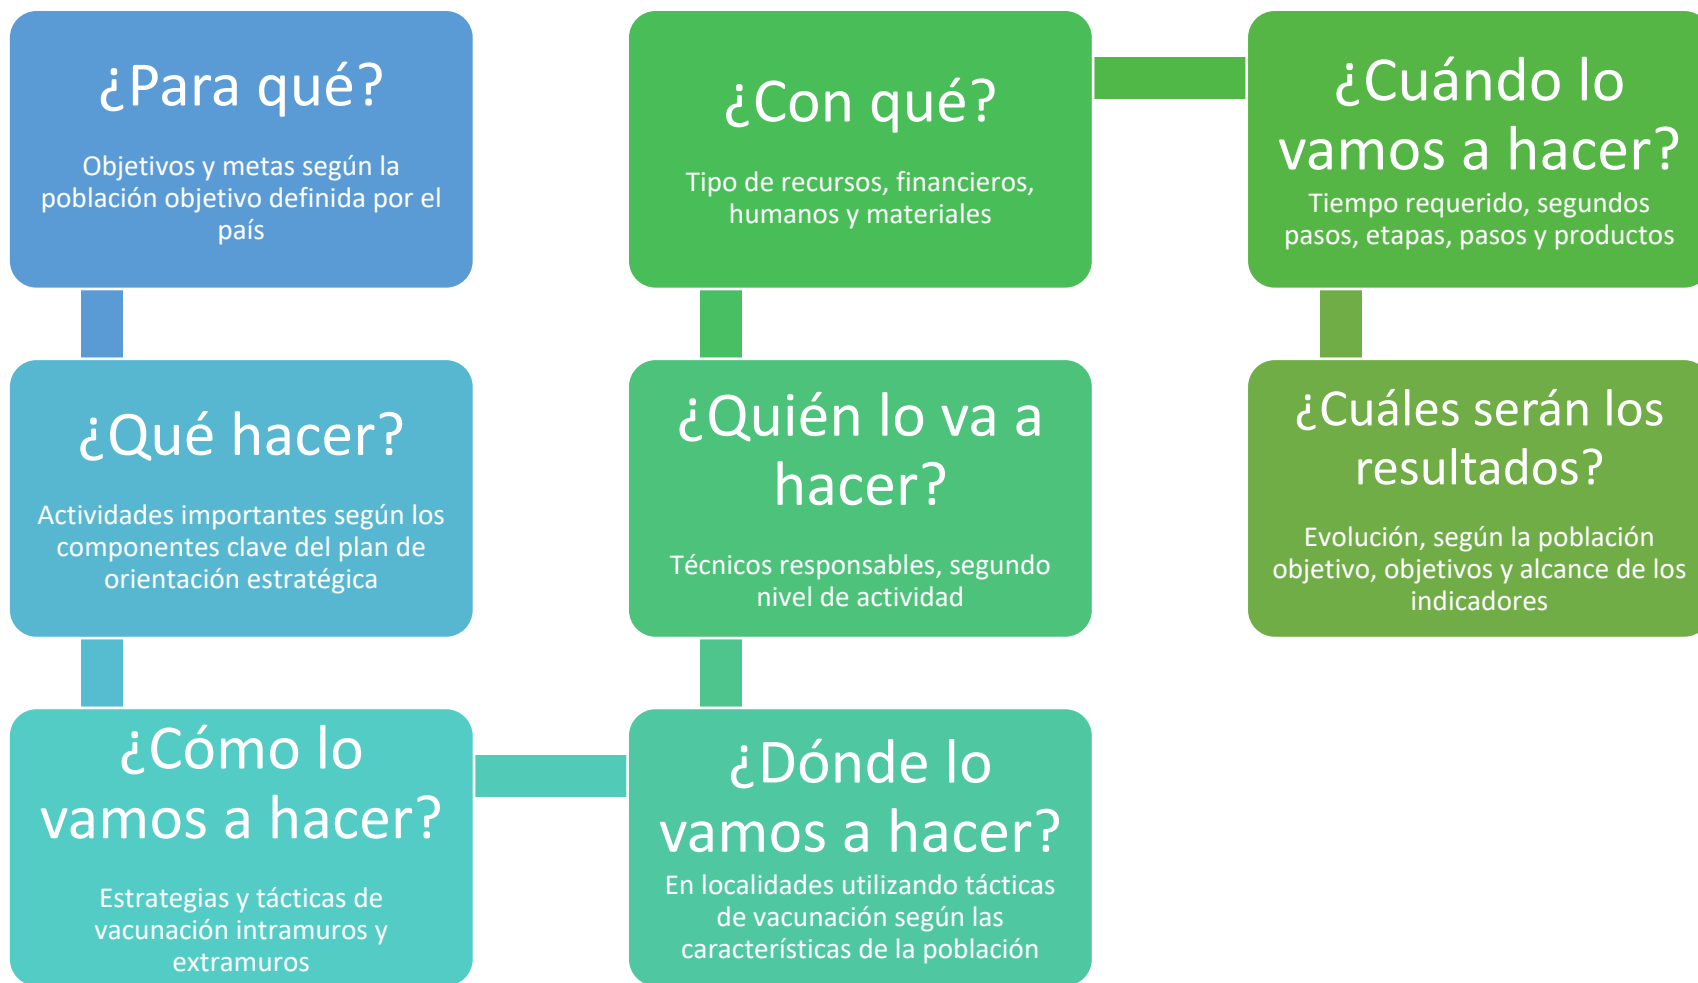 ¿Para qué?
Objetivos y metas según la
población objetivo definida por el
país
¿Qué hacer?
Actividades importantes según los
componentes clave del plan de
orientación estratégica
¿Cómo lo
vamos a hacer?
Estrategias y tácticas de
vacunación intramuros y
extramuros
¿Dónde lo
vamos a hacer?
En localidades utilizando tácticas
de vacunación según las
características de la población
¿Quién lo va a
hacer?
Técnicos responsables, segundo
nivel de actividad
¿Con qué?
Tipo de recursos, financieros,
humanos y materiales
¿Cuándo lo
vamos a hacer?
Tiempo requerido, segundos
pasos, etapas, pasos y productos
¿Cuáles serán los
resultados?
Evolución, según la población
objetivo, objetivos y alcance de los
indicadores